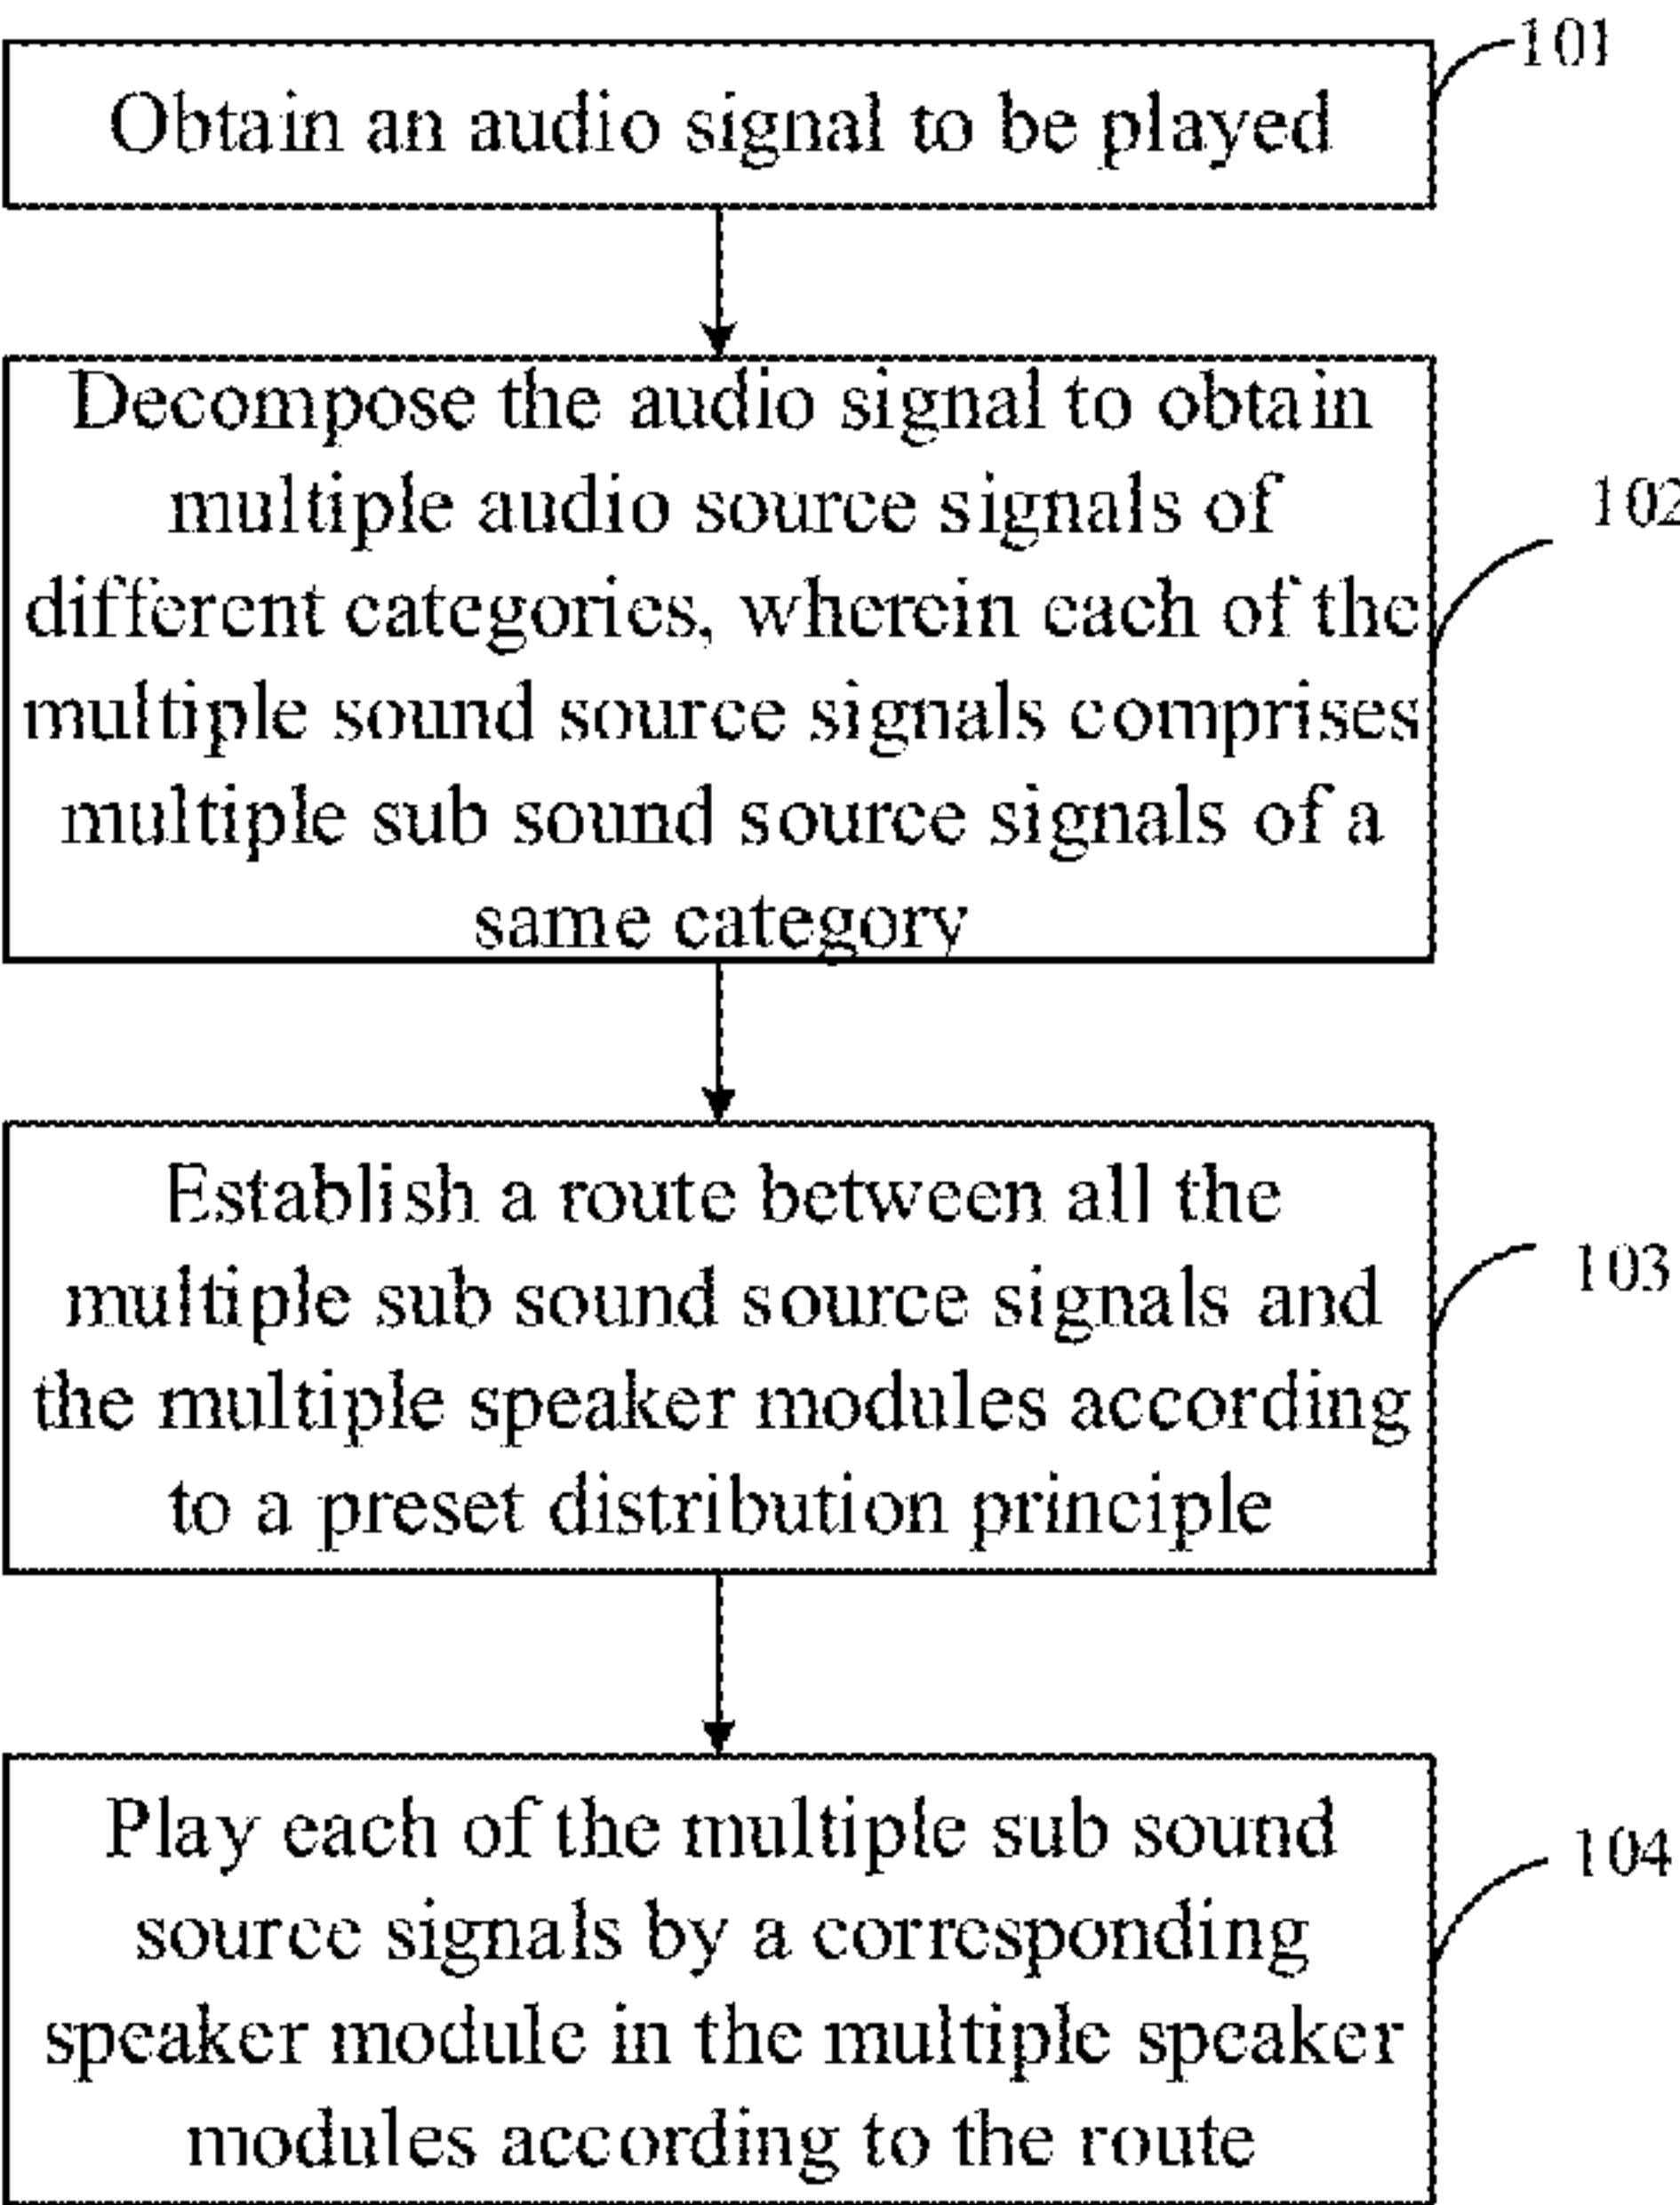 101
Obtain an audio signal to be played
Decompose the audio signal to obtain
multiple audio source signals of
different categories, wherein each of the
multiple sound source signals comprises
multiple sub sound source signals of a
same category
102
Establish a route between all the
multiple sub sound source signals and
the multiple speaker modules according
to a preset distribution principle
103
Play each of the multiple sub sound
source signals by a corresponding
speaker module in the multiple speaker
modules according to the route
104